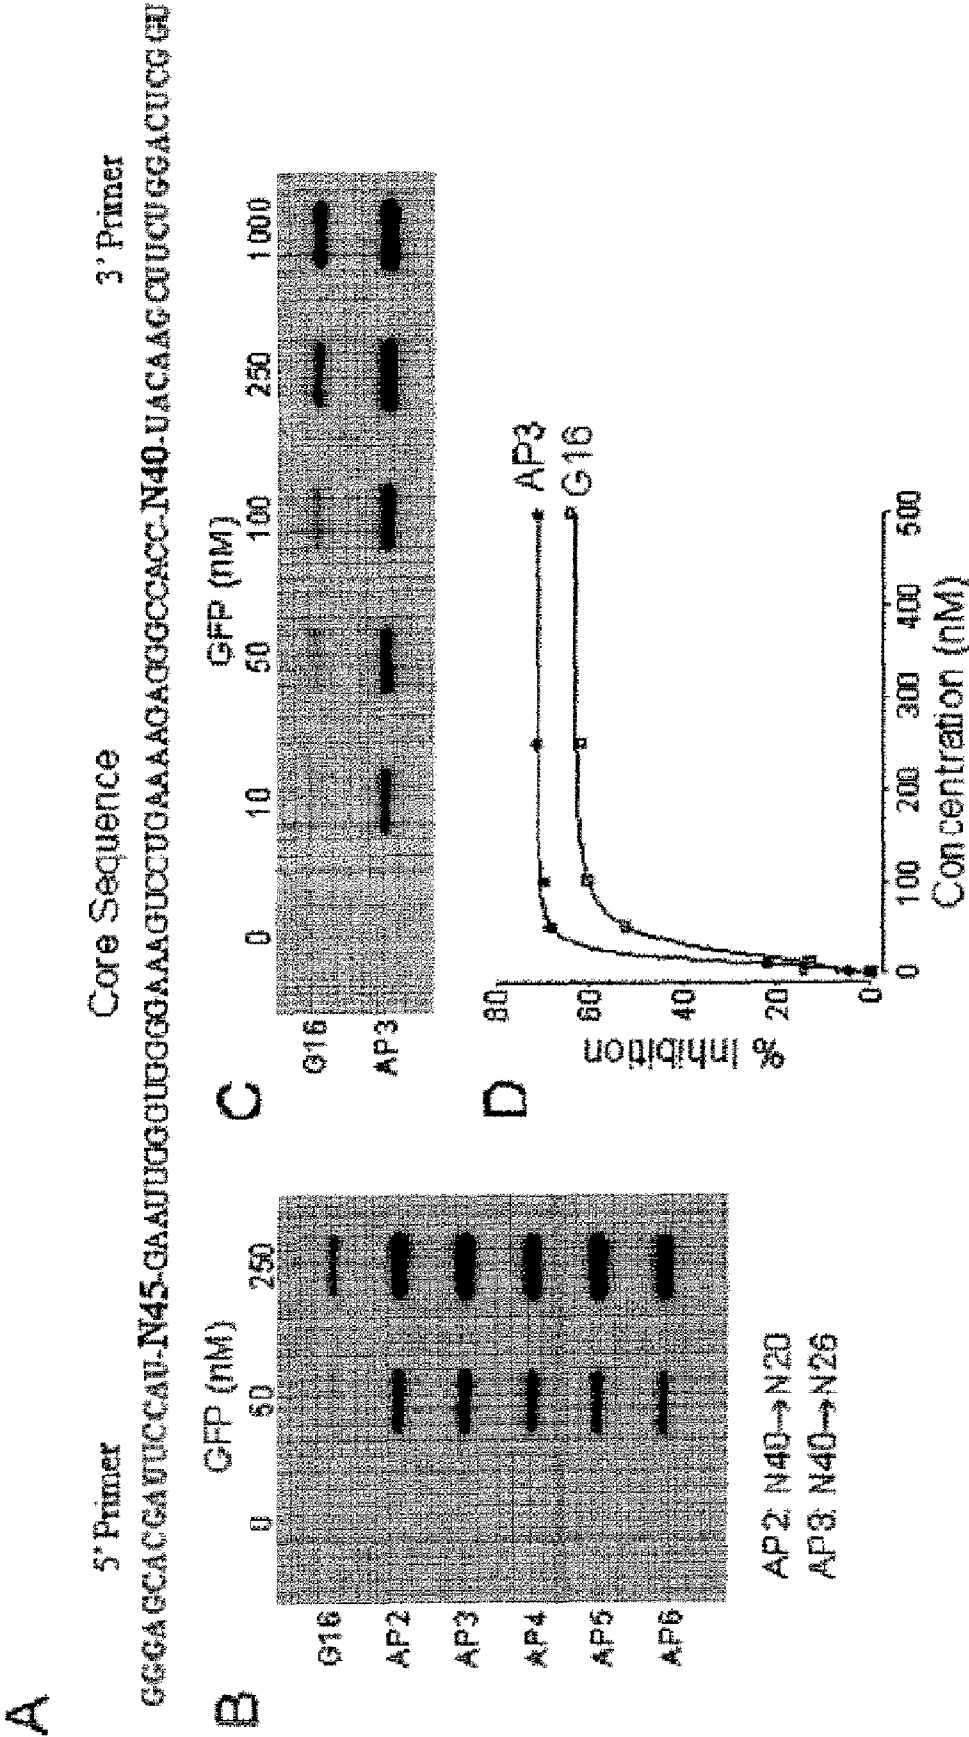 A
5' Primer Core Sequence 3' Primer
GGGAGCACGAUUCCAU-N45-GAAUUGGUUGGGAAAGUCCUGAAAAGAGGGCCACC-N40-UACAAGCUUCUGGACUCGGU
B
GFP (nM)
0 50 250
G16
AP2
AP3
AP4
AP5
AP6
AP2: N40→N20
AP3: N40→N26
C
GFP (nM)
0 10 50 100 250 1000
G16
AP3
D
% Inhibition
80
60
40
20
0
AP3
G16
0 100 200 300 400 500
Concentration (nM)